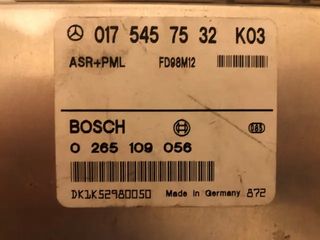 017 545 75 32 K03
ASR+PML FD98M12
BOSCH
0 265 109 056
DK1K52980050 Made in Germany 872